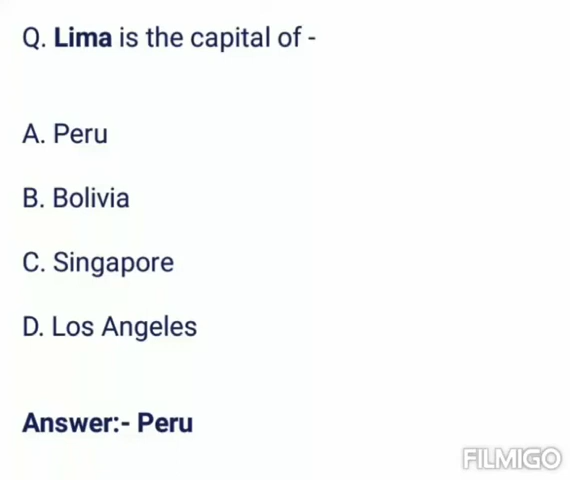 Q. Lima is the capital of -
A. Peru
B. Bolivia
C. Singapore
D. Los Angeles
Answer:- Peru
FILMIGO